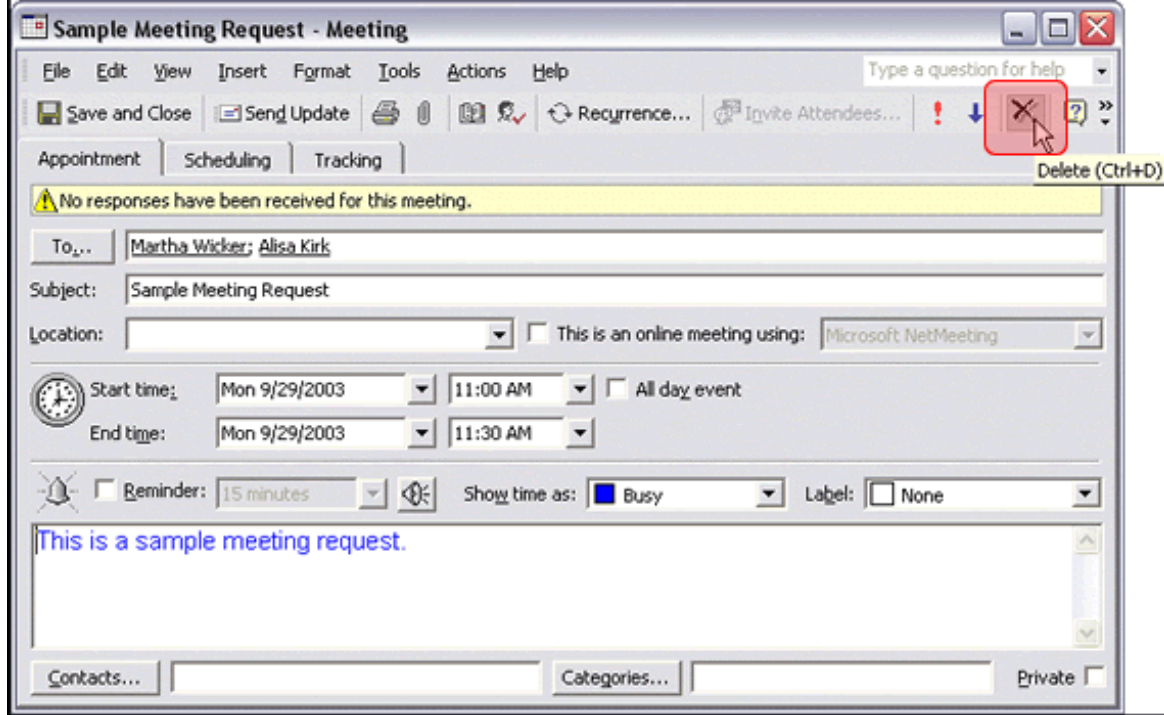 Sample Meeting Request - Meeting
File Edit View Insert Format Tools Actions Help Type a question for help
Save and Close Send Update Recurrence... Invite Attendees...
Appointment Scheduling Tracking
Delete (Ctrl+D)
No responses have been received for this meeting.
To... Martha Wicker; Alisa Kirk
Subject: Sample Meeting Request
Location: This is an online meeting using: Microsoft NetMeeting
Start time: Mon 9/29/2003 11:00 AM All day event
End time: Mon 9/29/2003 11:30 AM
Reminder: 15 minutes Show time as: Busy Label: None
This is a sample meeting request.
Contacts... Categories... Private